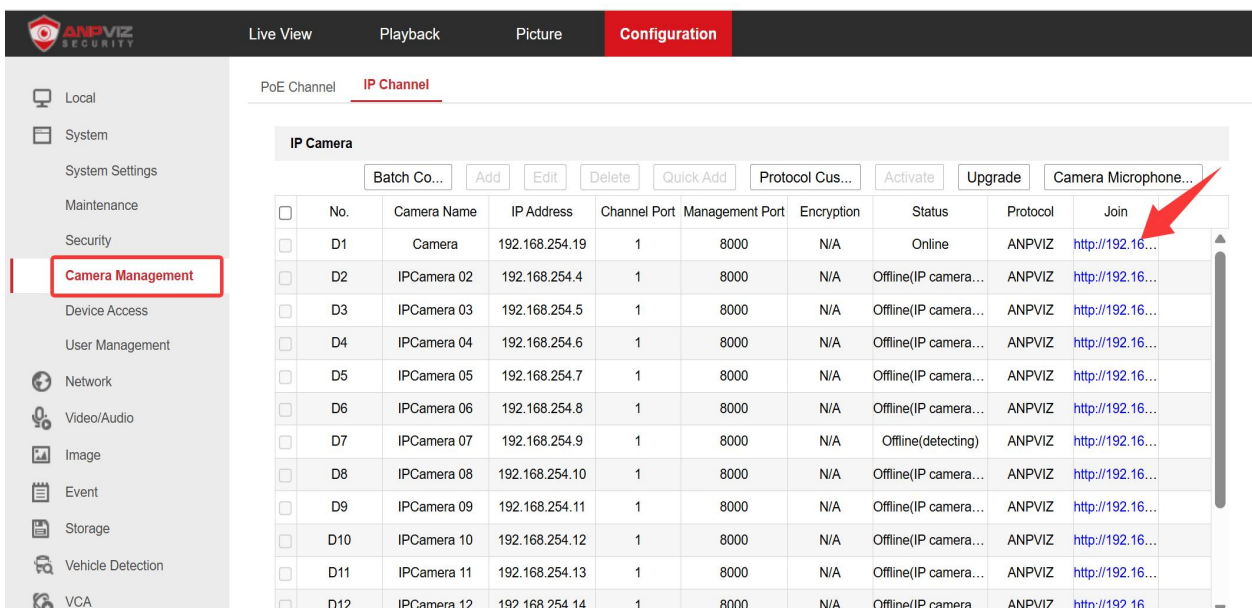 ANPVIZ
SECURITY
Live View Playback Picture Configuration
PoE Channel IP Channel
Local
System
System Settings
Maintenance
Security
Camera Management
Device Access
User Management
Network
Video/Audio
Image
Event
Storage
Vehicle Detection
VCA
IP Camera
Batch Co... Add Edit Delete Quick Add Protocol Cus... Activate Upgrade Camera Microphone...
No. Camera Name IP Address Channel Port Management Port Encryption Status Protocol Join
D1 Camera 192.168.254.19 1 8000 N/A Online ANPVIZ http://192.16...
D2 IPCamera 02 192.168.254.4 1 8000 N/A Offline(IP camera... ANPVIZ http://192.16...
D3 IPCamera 03 192.168.254.5 1 8000 N/A Offline(IP camera... ANPVIZ http://192.16...
D4 IPCamera 04 192.168.254.6 1 8000 N/A Offline(IP camera... ANPVIZ http://192.16...
D5 IPCamera 05 192.168.254.7 1 8000 N/A Offline(IP camera... ANPVIZ http://192.16...
D6 IPCamera 06 192.168.254.8 1 8000 N/A Offline(IP camera... ANPVIZ http://192.16...
D7 IPCamera 07 192.168.254.9 1 8000 N/A Offline(detecting) ANPVIZ http://192.16...
D8 IPCamera 08 192.168.254.10 1 8000 N/A Offline(IP camera... ANPVIZ http://192.16...
D9 IPCamera 09 192.168.254.11 1 8000 N/A Offline(IP camera... ANPVIZ http://192.16...
D10 IPCamera 10 192.168.254.12 1 8000 N/A Offline(IP camera... ANPVIZ http://192.16...
D11 IPCamera 11 192.168.254.13 1 8000 N/A Offline(IP camera... ANPVIZ http://192.16...
D12 IPCamera 12 192.168.254.14 1 8000 N/A Offline(IP camera... ANPVIZ http://192.16...